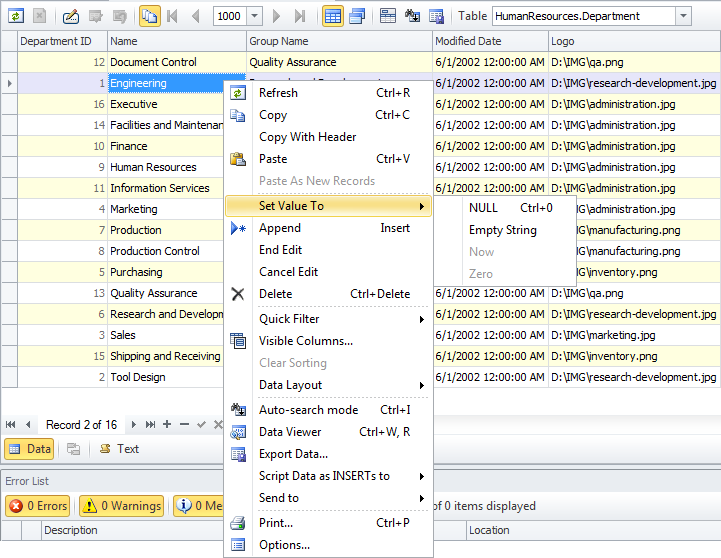 1000 Table HumanResources.Department
Department ID Name Group Name Modified Date Logo
12 Document Control Quality Assurance 6/1/2002 12:00:00 AM D:\IMG\qa.png
1 Engineering 6/1/2002 12:00:00 AM D:\IMG\research-development.jpg
16 Executive 6/1/2002 12:00:00 AM D:\IMG\administration.jpg
14 Facilities and Maintenan 6/1/2002 12:00:00 AM D:\IMG\administration.jpg
10 Finance 6/1/2002 12:00:00 AM D:\IMG\administration.jpg
9 Human Resources 6/1/2002 12:00:00 AM D:\IMG\administration.jpg
11 Information Services 6/1/2002 12:00:00 AM D:\IMG\administration.jpg
4 Marketing \administration.jpg
7 Production \manufacturing.png
8 Production Control \manufacturing.png
5 Purchasing \inventory.png
13 Quality Assurance 6/1/2002 12:00:00 AM D:\IMG\qa.png
6 Research and Developm 6/1/2002 12:00:00 AM D:\IMG\research-development.jpg
3 Sales 6/1/2002 12:00:00 AM D:\IMG\marketing.jpg
15 Shipping and Receiving 6/1/2002 12:00:00 AM D:\IMG\inventory.png
2 Tool Design 6/1/2002 12:00:00 AM D:\IMG\research-development.jpg
Refresh Ctrl+R
Copy Ctrl+C
Copy With Header
Paste Ctrl+V
Paste As New Records
Set Value To
Append Insert
End Edit
Cancel Edit
Delete Ctrl+Delete
Quick Filter
Visible Columns...
Clear Sorting
Data Layout
Auto-search mode Ctrl+I
Data Viewer Ctrl+W, R
Export Data...
Script Data as INSERTs to
Send to
Print... Ctrl+P
Options...
NULL Ctrl+0
Empty String
Now
Zero
Record 2 of 16
Data Text
Error List
0 Errors 0 Warnings 0 Me of 0 items displayed
Description Location